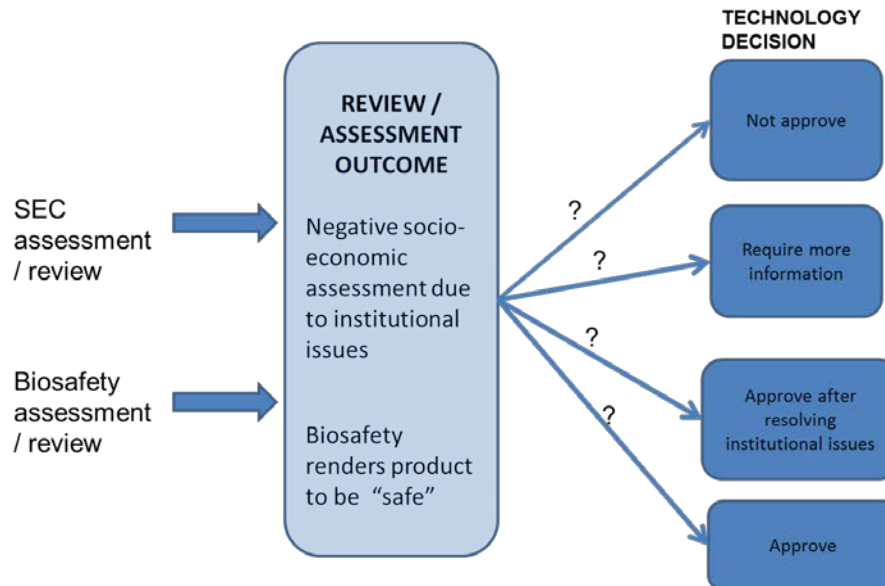 SEC
assessment
/ review
Biosafety
assessment
/ review
REVIEW /
ASSESSMENT
OUTCOME
Negative socio-
economic
assessment due
to institutional
issues
Biosafety
renders product
to be “safe”
?
?
?
?
TECHNOLOGY
DECISION
Not approve
Require more
information
Approve after
resolving
institutional issues
Approve